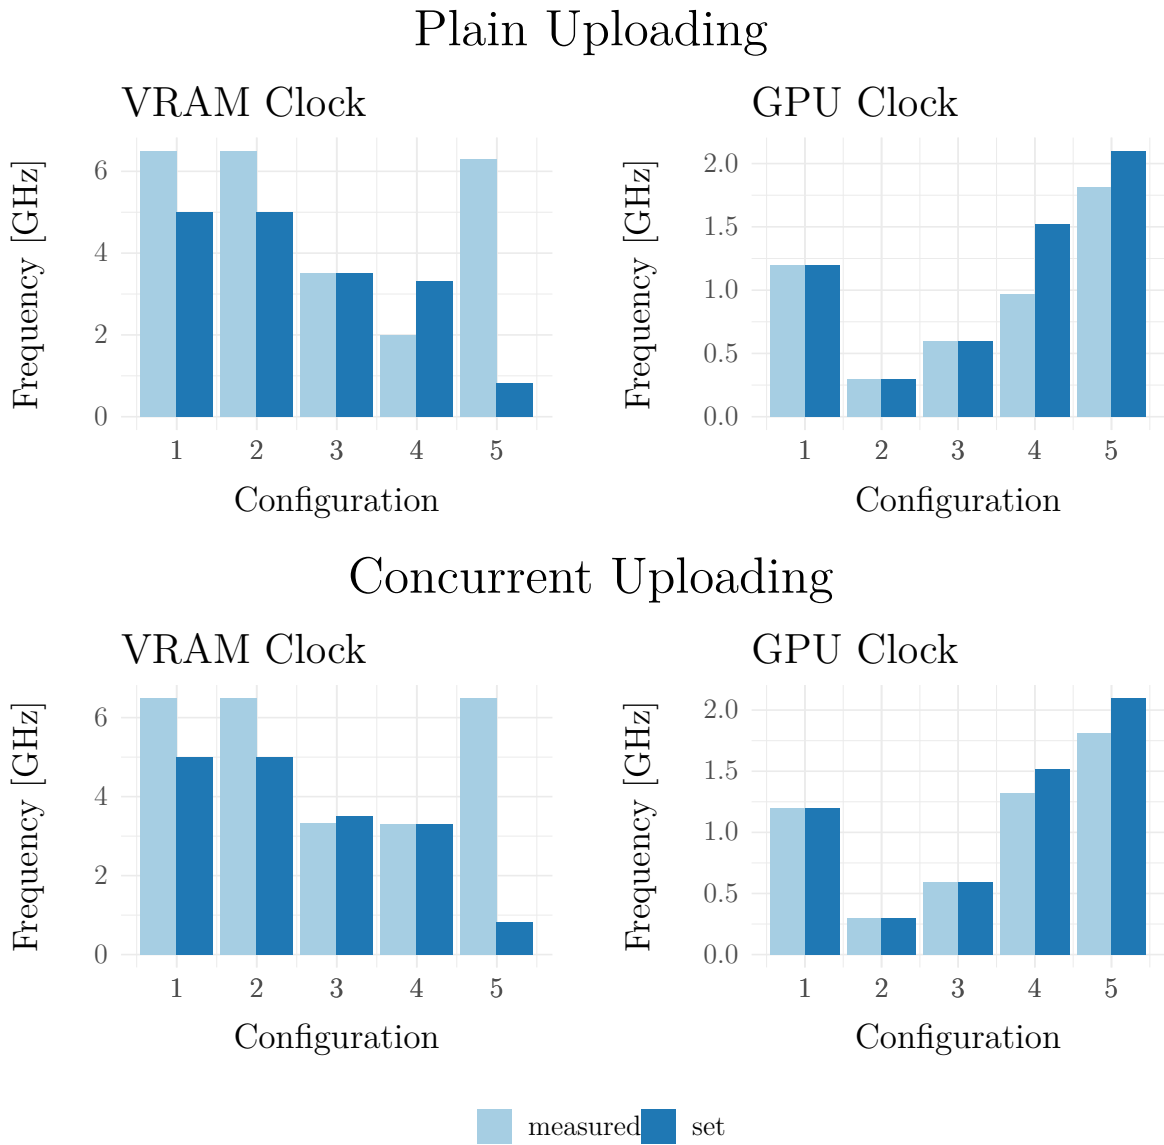 Plain Uploading
VRAM Clock
Frequency [GHz]
6
4
2
0
1 2 3 4 5
Configuration
GPU Clock
Frequency [GHz]
2.0
1.5
1.0
0.5
0.0
1 2 3 4 5
Configuration
Concurrent Uploading
VRAM Clock
Frequency [GHz]
6
4
2
0
1 2 3 4 5
Configuration
GPU Clock
Frequency [GHz]
2.0
1.5
1.0
0.5
0.0
1 2 3 4 5
Configuration
measured set